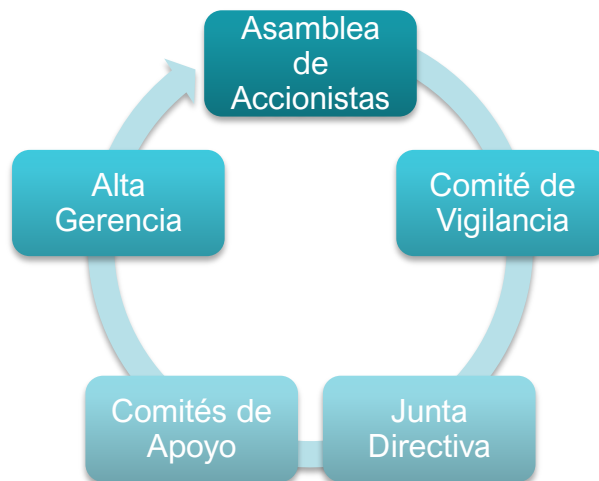 Asamblea
de
Accionistas
Comité de
Vigilancia
Junta
Directiva
Comités de
Apoyo
Alta
Gerencia